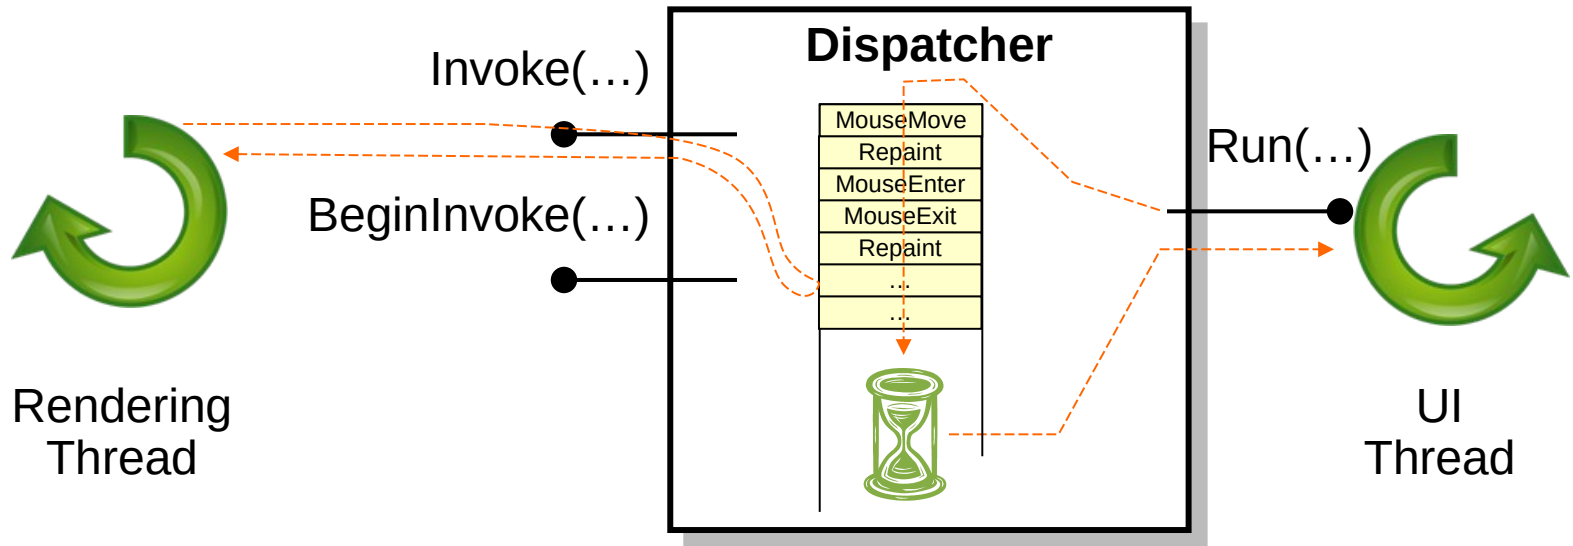 Dispatcher
Invoke(…)
BeginInvoke(…)
MouseMove
Repaint
MouseEnter
MouseExit
Repaint
…
…
Run(…)
Rendering
Thread
UI
Thread